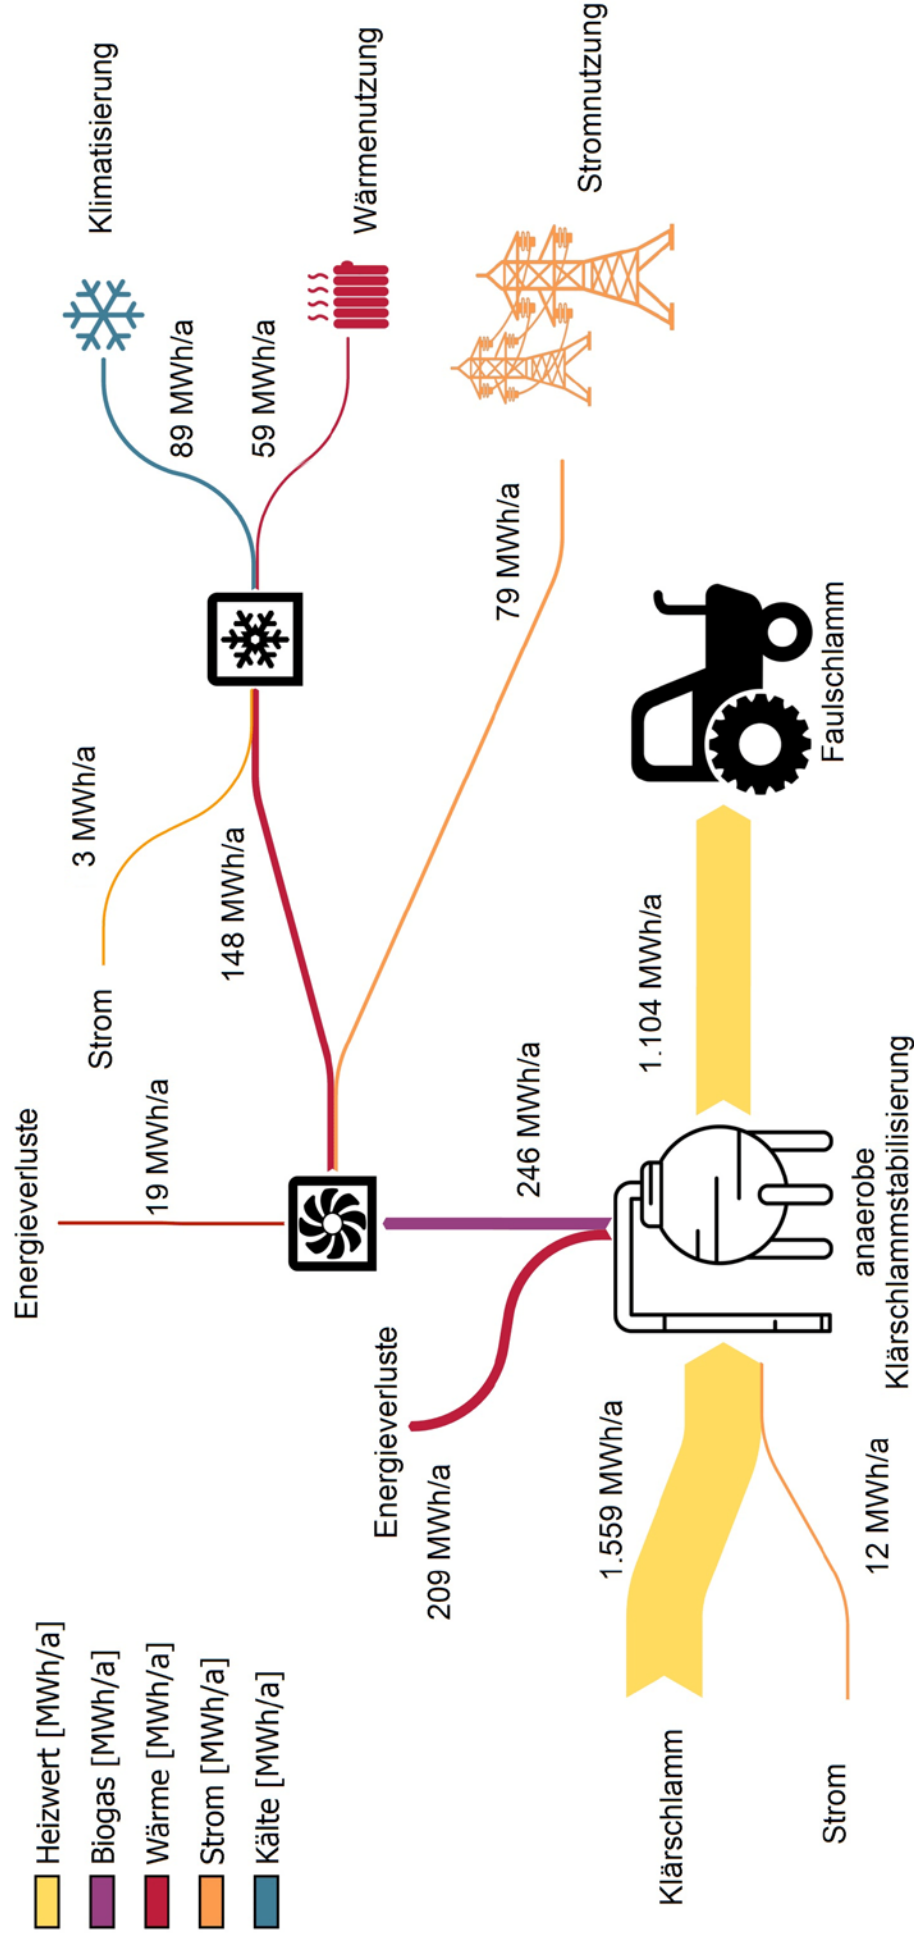 Heizwert [MWh/a]
Biogas [MWh/a]
Wärme [MWh/a]
Strom [MWh/a]
Kälte [MWh/a]
Energieverluste
19 MWh/a
Strom
3 MWh/a
148 MWh/a
Klimatisierung
89 MWh/a
59 MWh/a
Wärmenutzung
79 MWh/a
Stromnutzung
Energieverluste
209 MWh/a
246 MWh/a
Klärschlamm
1.559 MWh/a
1.104 MWh/a
Faulschlamm
Strom
12 MWh/a
anaerobe
Klärschlammstabilisierung